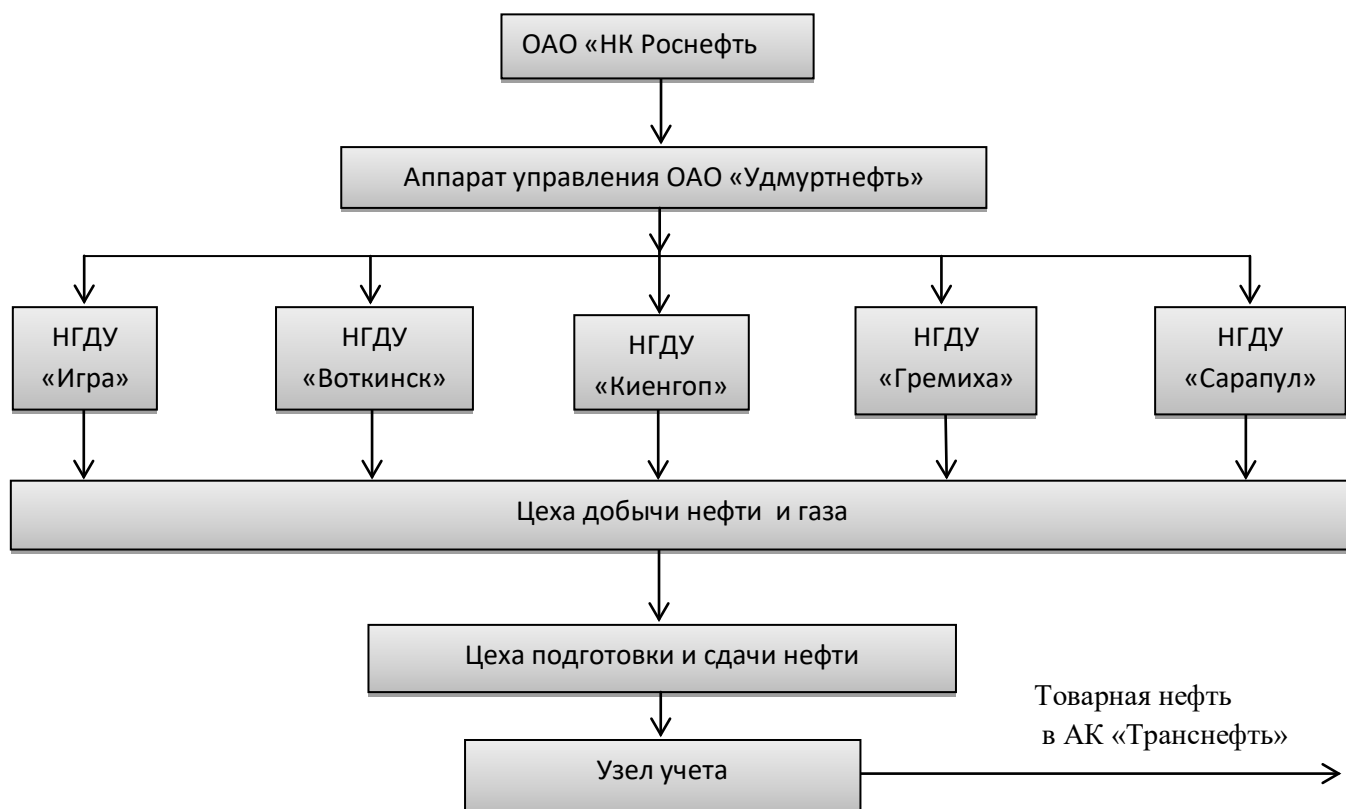 ОАО «НК Роснефть
Аппарат управления ОАО «Удмуртнефть»
НГДУ
«Игра»
НГДУ
«Воткинск»
НГДУ
«Киенгоп»
НГДУ
«Гремиха»
НГДУ
«Сарапул»
Цеха добычи нефти и газа
Цеха подготовки и сдачи нефти
Товарная нефть
в АК «Транснефть»
Узел учета